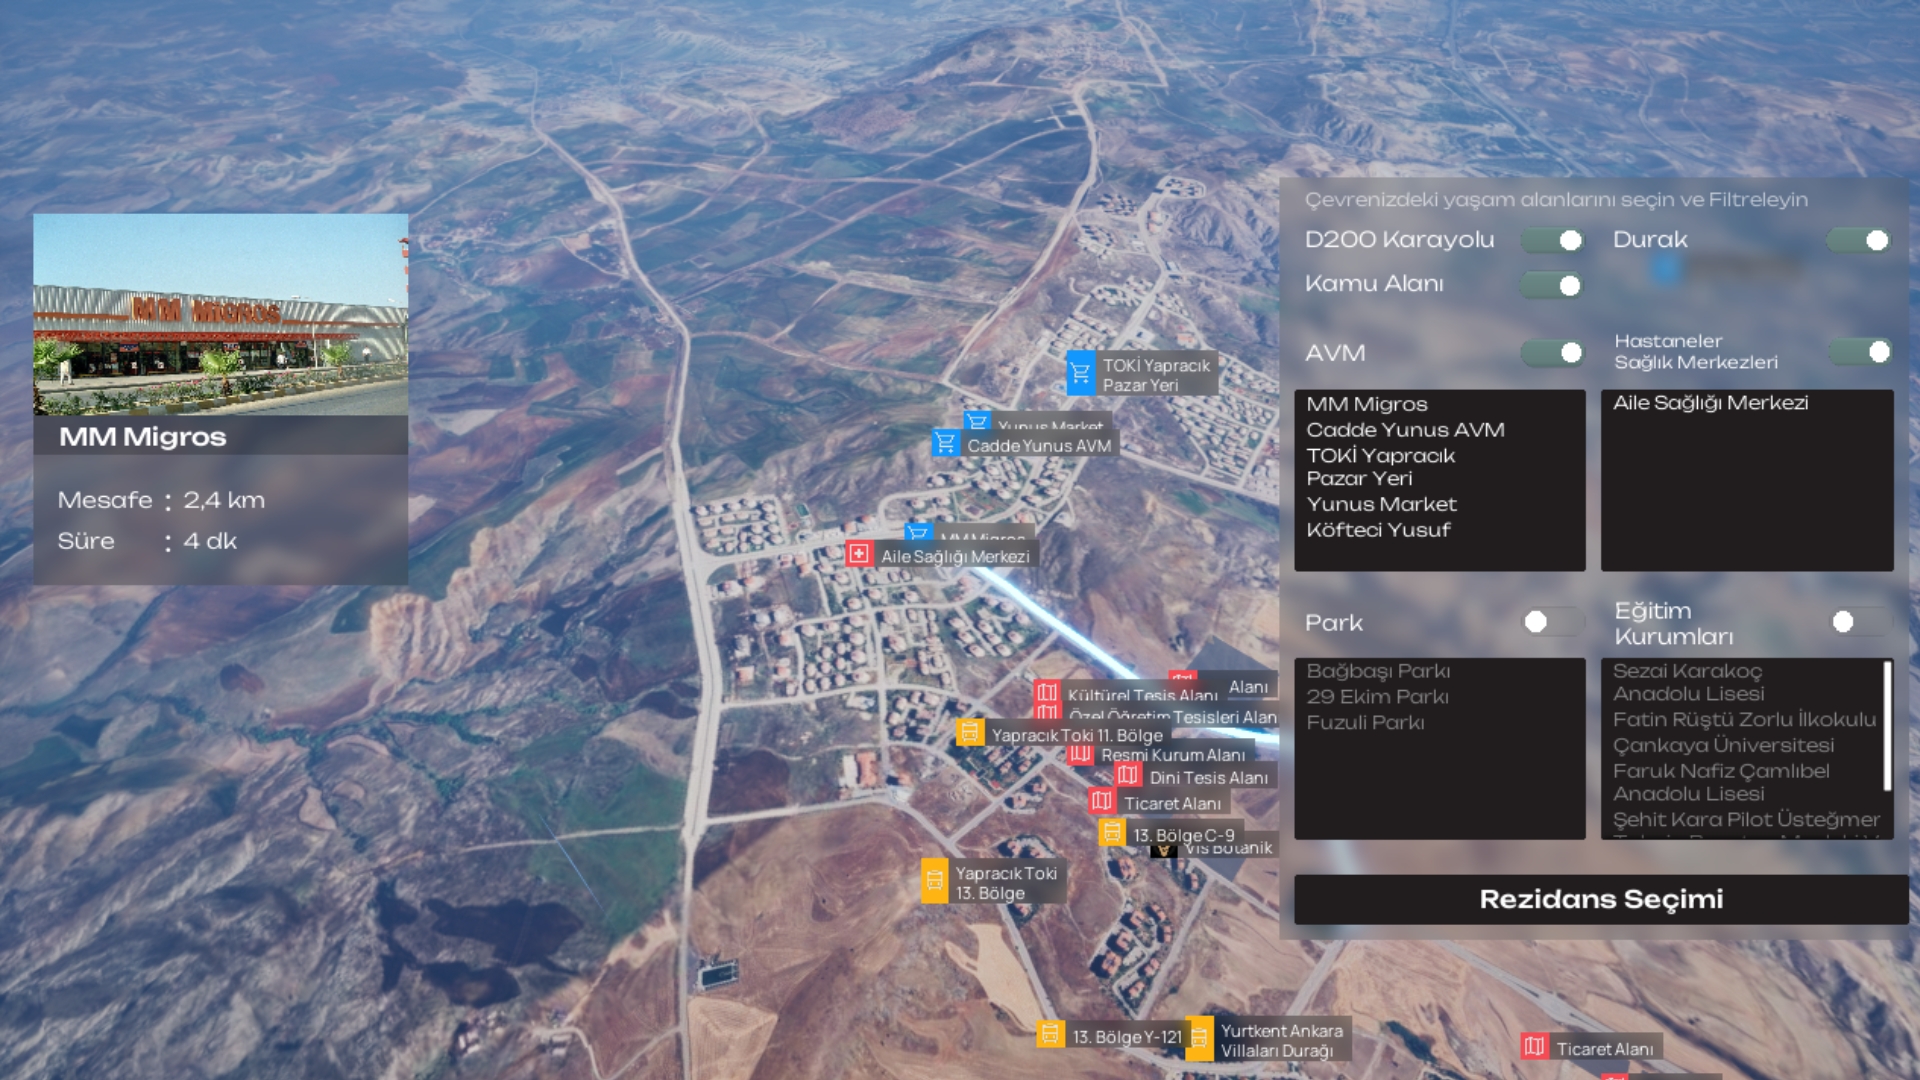 MM Migros
MM Migros
Mesafe : 2,4 km
Süre : 4 dk
TOKİ Yapracık
Pazar Yeri
Yunus Market
Cadde Yunus AVM
MM Migros
Aile Sağlığı Merkezi
Alanı
Kültürel Tesis Alanı
Özel Öğretim Tesisleri Alan
Yapracık Toki 11. Bölge
Resmi Kurum Alanı
Dini Tesis Alanı
Ticaret Alanı
13. Bölge C-9
Vis Botanik
Yapracık Toki
13. Bölge
13. Bölge Y-121
Yurtkent Ankara
Villaları Durağı
Ticaret Alanı
Çevrenizdeki yaşam alanlarını seçin ve Filtreleyin
D200 Karayolu
Durak
Kamu Alanı
AVM
Hastaneler
Sağlık Merkezleri
MM Migros
Cadde Yunus AVM
TOKİ Yapracık
Pazar Yeri
Yunus Market
Köfteci Yusuf
Aile Sağlığı Merkezi
Park
Eğitim
Kurumları
Bağbaşı Parkı
29 Ekim Parkı
Fuzuli Parkı
Sezai Karakoç
Anadolu Lisesi
Fatin Rüştü Zorlu İlkokulu
Çankaya Üniversitesi
Faruk Nafiz Çamlıbel
Anadolu Lisesi
Şehit Kara Pilot Üsteğmer
Rezidans Seçimi